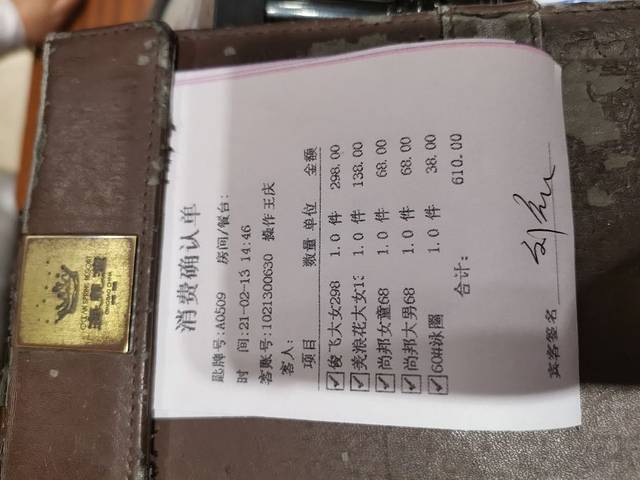 消费确认单
匙牌号:A0509 房间/餐台:
时 间:21-02-13 14:46
客账号:1021300630 操作 王庆
客人:
项目 数量 单位 金额
俊飞大女298 1.0 件 298.00
美浪花大女13 1.0 件 138.00
尚邦女童68 1.0 件 68.00
尚邦大男68 1.0 件 68.00
60#泳圈 1.0 件 38.00
合计: 610.00
宾客签名